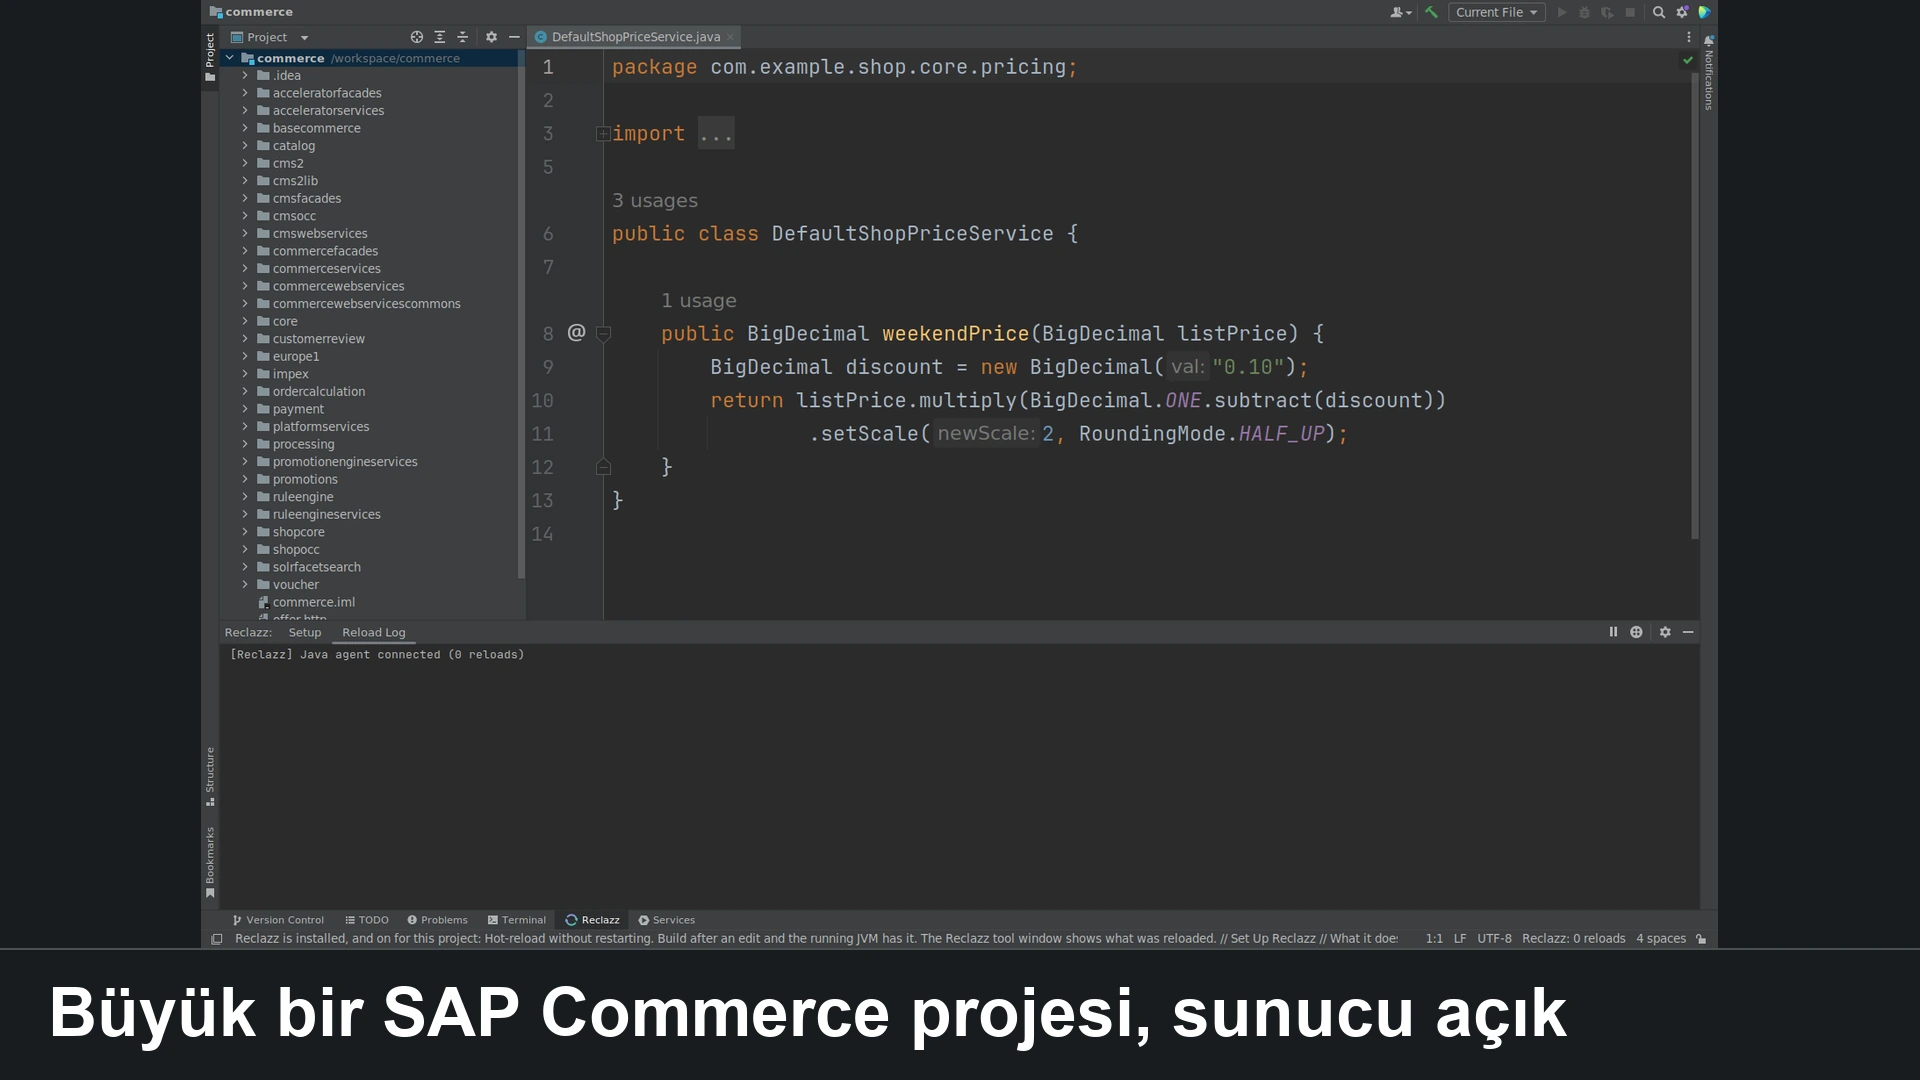 commerce
Current File
Project
Project
DefaultShopPriceService.java
Notifications
commerce /workspace/commerce
.idea
acceleratorfacades
acceleratorservices
basecommerce
catalog
cms2
cms2lib
cmsfacades
cmsocc
cmswebservices
commercefacades
commerceservices
commercewebservices
commercewebservicescommons
core
customerreview
europe1
impex
ordercalculation
payment
platformservices
processing
promotionengineservices
promotions
ruleengine
ruleengineservices
shopcore
shopocc
solrfacetsearch
voucher
commerce.iml
offer.http
1 package com.example.shop.core.pricing;
2
3 import ...
5
3 usages
6 public class DefaultShopPriceService {
7
1 usage
8 @ public BigDecimal weekendPrice(BigDecimal listPrice) {
9 BigDecimal discount = new BigDecimal( val: "0.10");
10 return listPrice.multiply(BigDecimal.ONE.subtract(discount))
11 .setScale( newScale: 2, RoundingMode.HALF_UP);
12 }
13 }
14
Reclazz: Setup Reload Log
[Reclazz] Java agent connected (0 reloads)
Structure
Bookmarks
Version Control TODO Problems Terminal Reclazz Services
Reclazz is installed, and on for this project: Hot-reload without restarting. Build after an edit and the running JVM has it. The Reclazz tool window shows what was reloaded. // Set Up Reclazz // What it does 1:1 LF UTF-8 Reclazz: 0 reloads 4 spaces
Büyük bir SAP Commerce projesi, sunucu açık